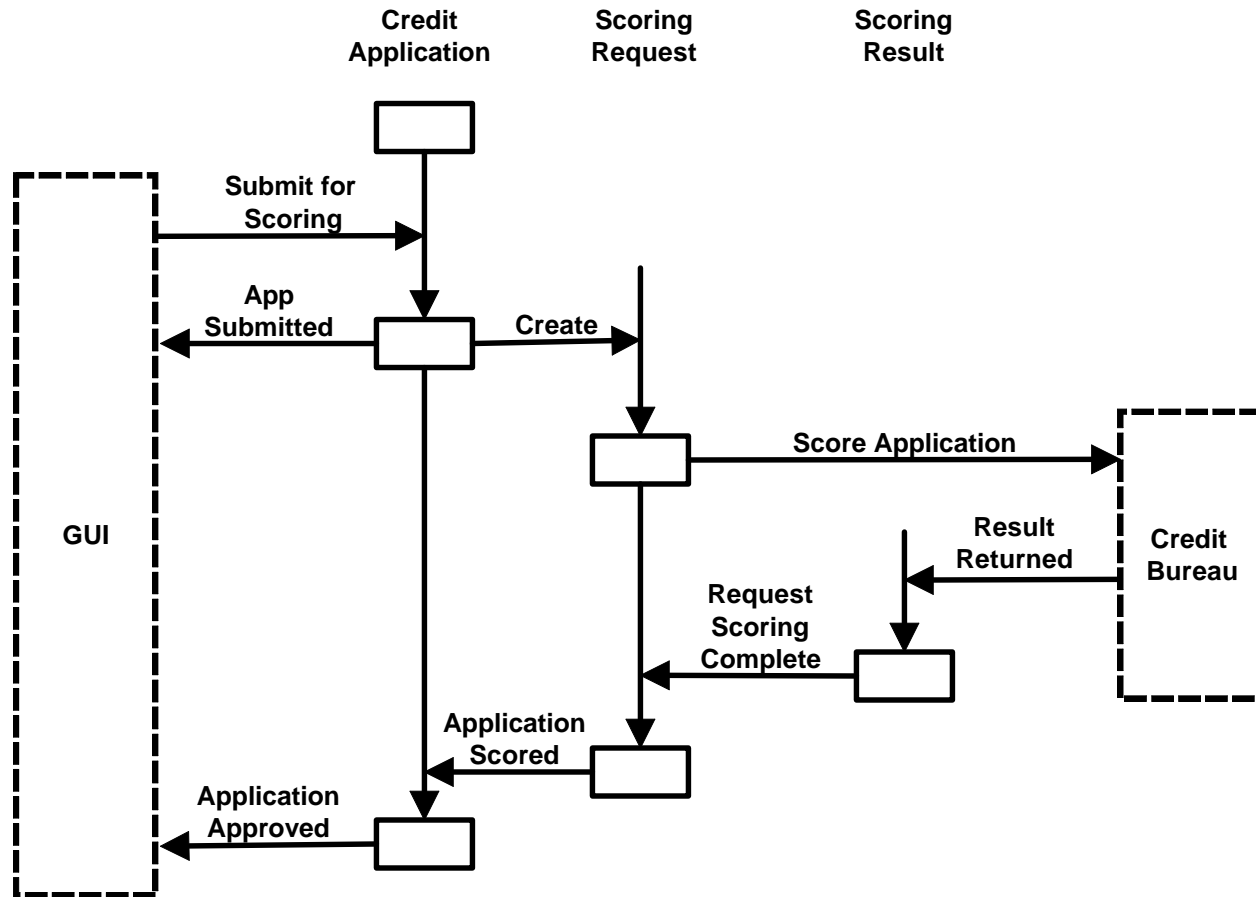 Credit
Application
Scoring
Request
Scoring
Result
Submit for
Scoring
App
Submitted
Create
Score Application
GUI
Result
Returned
Credit
Bureau
Request
Scoring
Complete
Application
Scored
Application
Approved